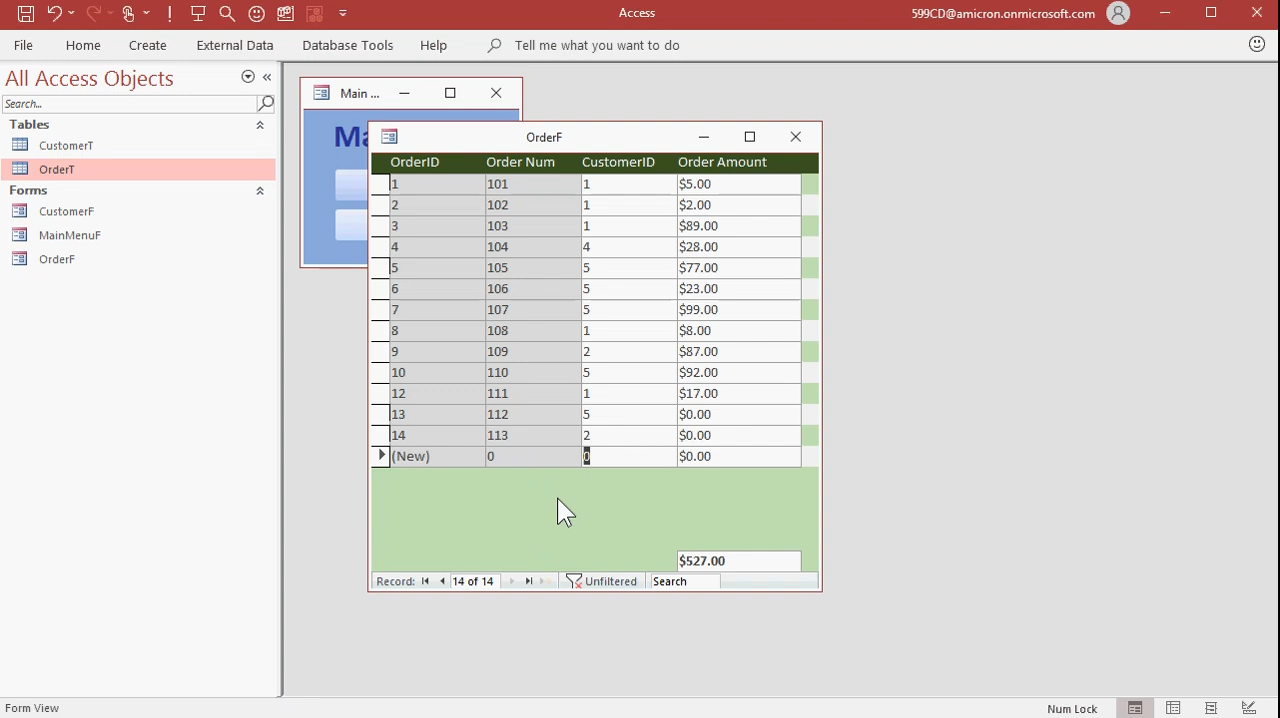 Access
599CD@amicron.onmicrosoft.com
File Home Create External Data Database Tools Help Tell me what you want to do
All Access Objects
Search...
Tables
CustomerT
OrderT
Forms
CustomerF
MainMenuF
OrderF
Main ...
Ma
OrderF
OrderID Order Num CustomerID Order Amount
1 101 1 $5.00
2 102 1 $2.00
3 103 1 $89.00
4 104 4 $28.00
5 105 5 $77.00
6 106 5 $23.00
7 107 5 $99.00
8 108 1 $8.00
9 109 2 $87.00
10 110 5 $92.00
12 111 1 $17.00
13 112 5 $0.00
14 113 2 $0.00
(New) 0 0 $0.00
$527.00
Record: 14 of 14 Unfiltered Search
Form View Num Lock